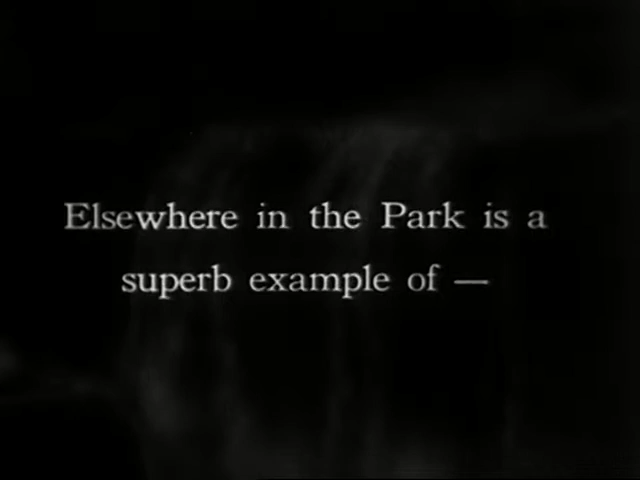 Elsewhere in the Park is a
superb example of —